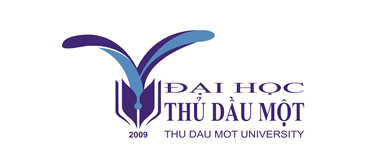 ĐẠI HỌC
THỦ DẦU MỘT
2009
THU DAU MOT UNIVERSITY